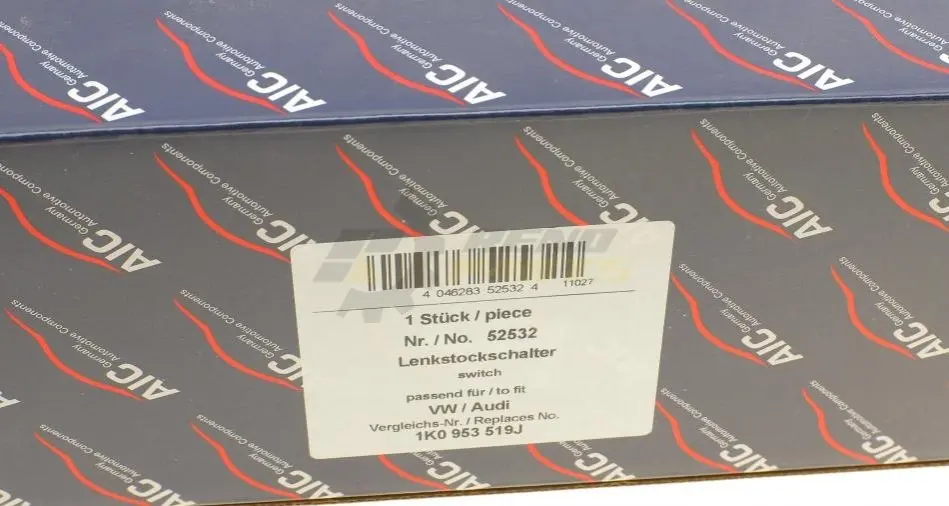 AIC Germany
Automotive Components
4 046283 52532 4
11027
1 Stück / piece
Nr. / No. 52532
Lenkstockschalter
switch
passend für / to fit
VW / Audi
Vergleichs-Nr. / Replaces No.
1K0 953 519J